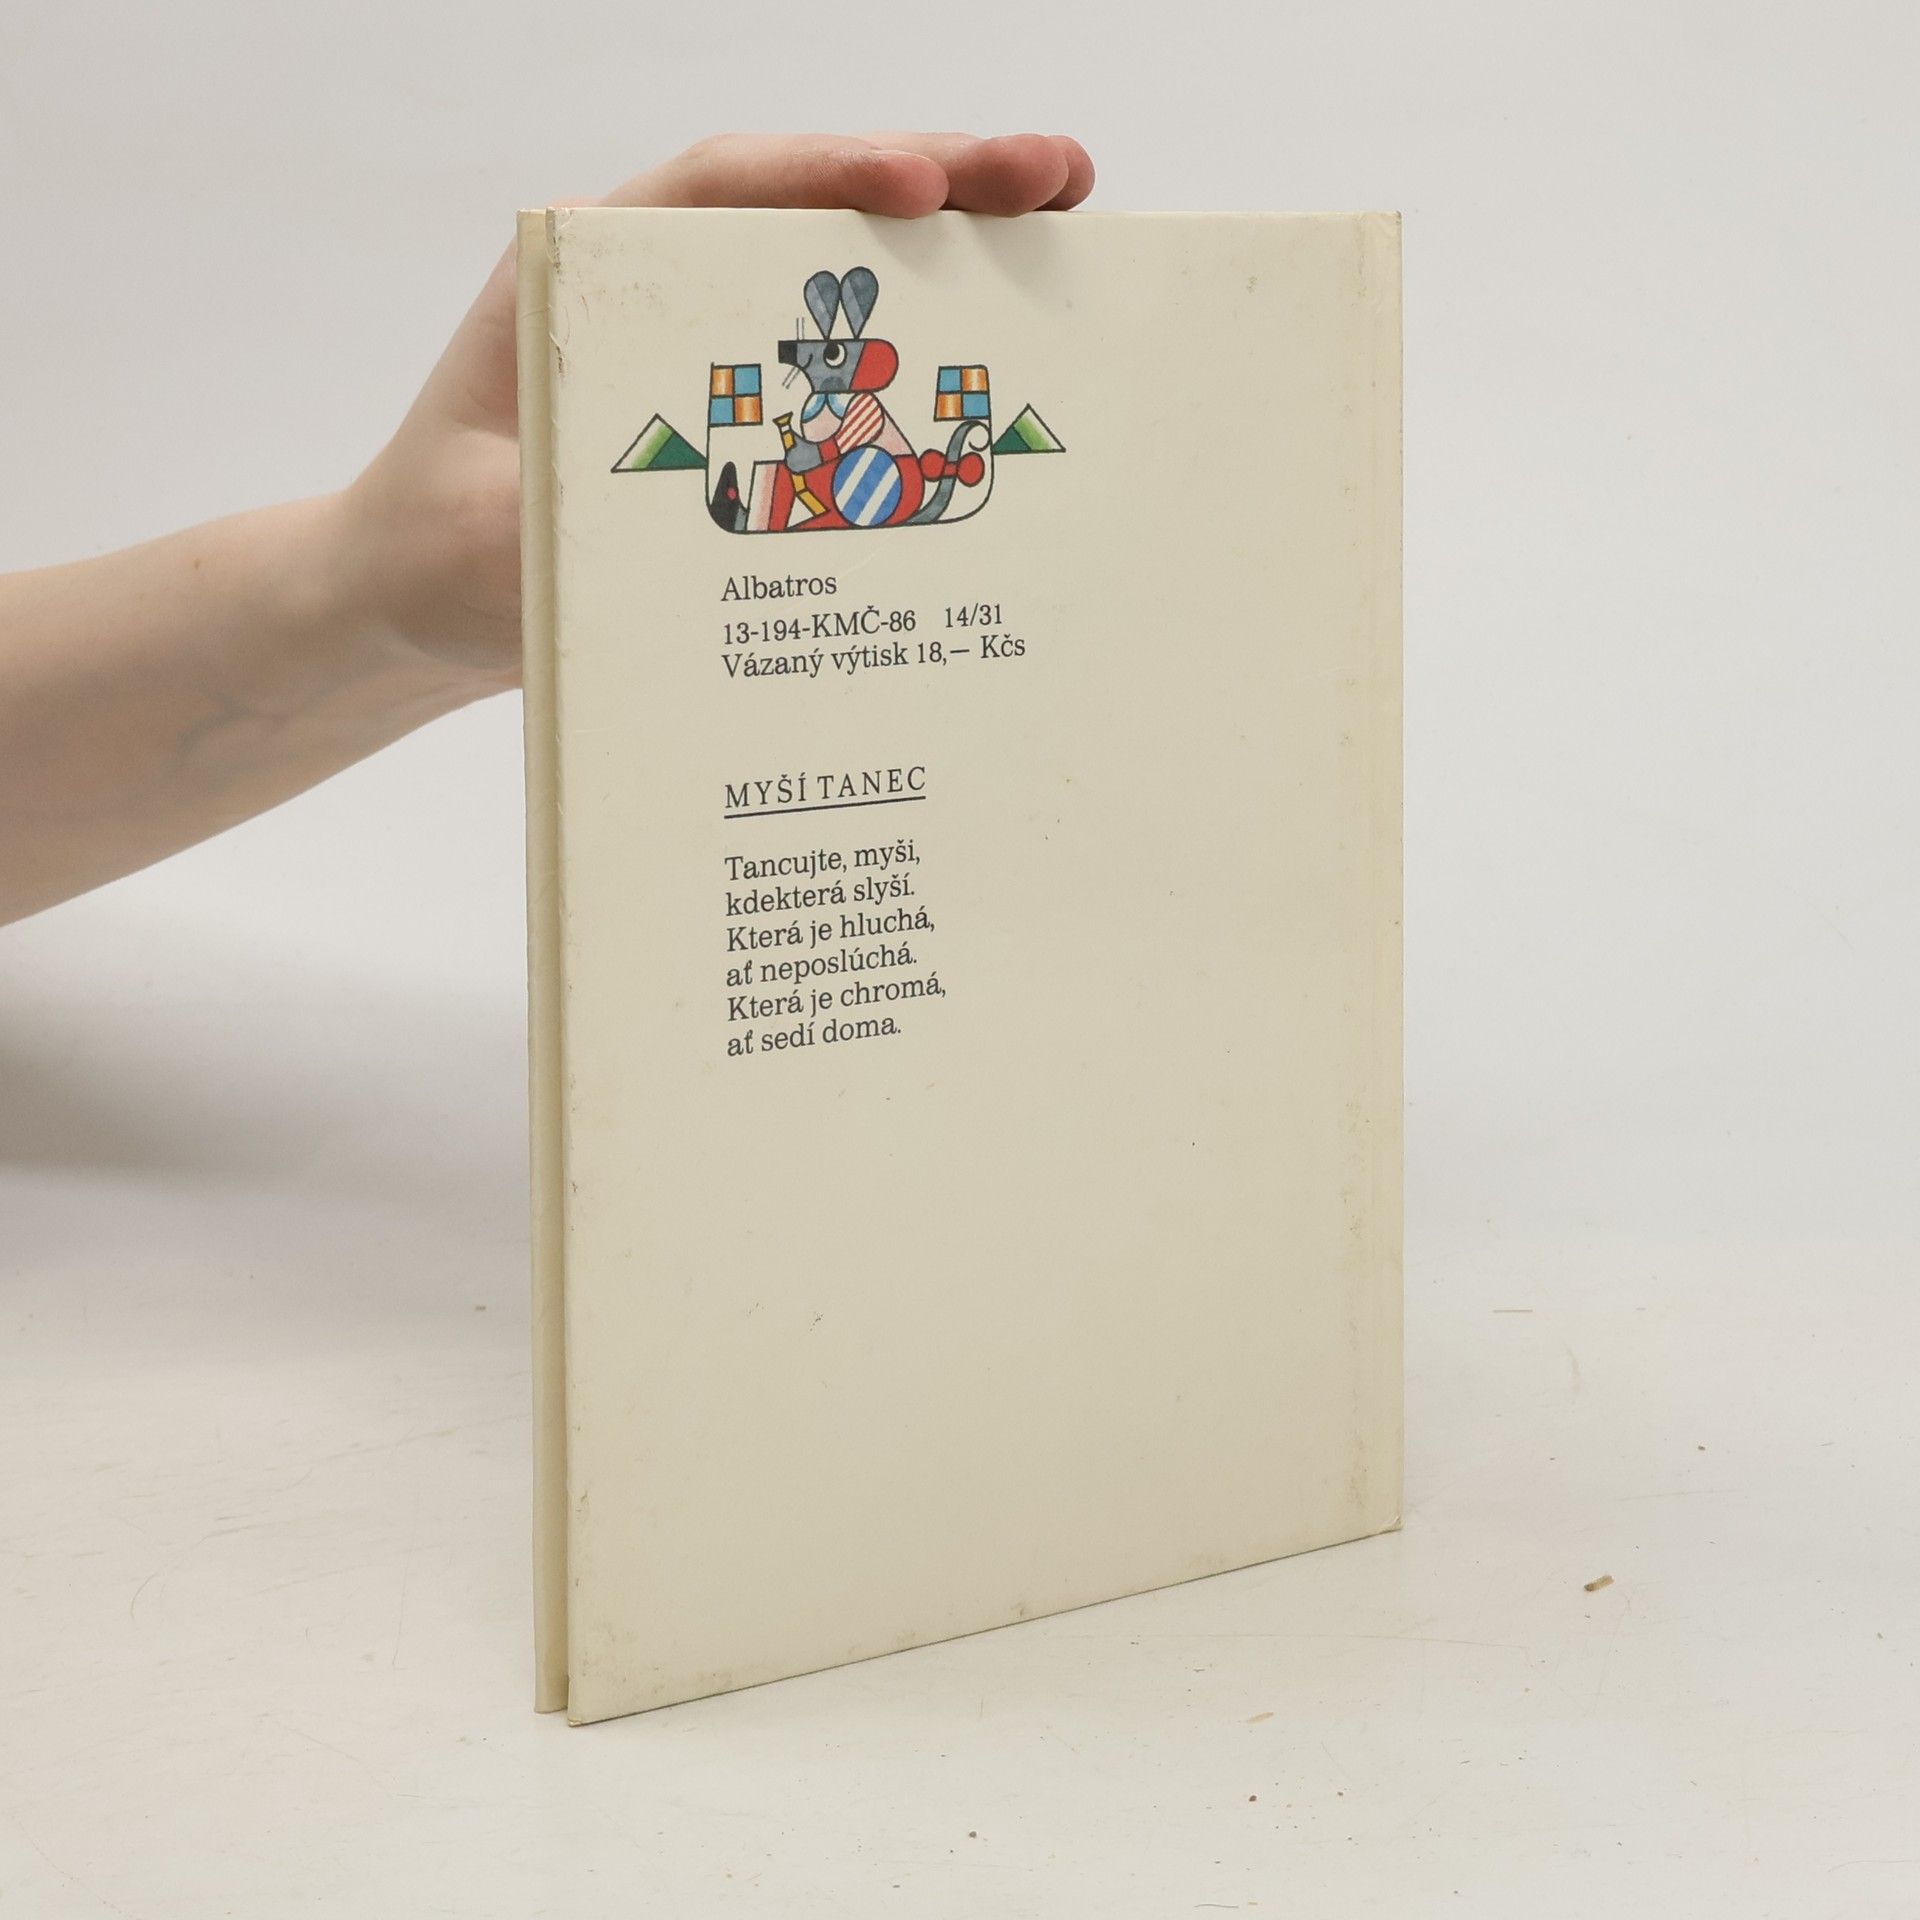 Albatros
13-194-KMČ-86 14/31
Vázaný výtisk 18,— Kčs
MYŠÍ TANEC
Tancujte, myši,
kdekterá slyší.
Která je hluchá,
ať neposlúchá.
Která je chromá,
ať sedí doma.